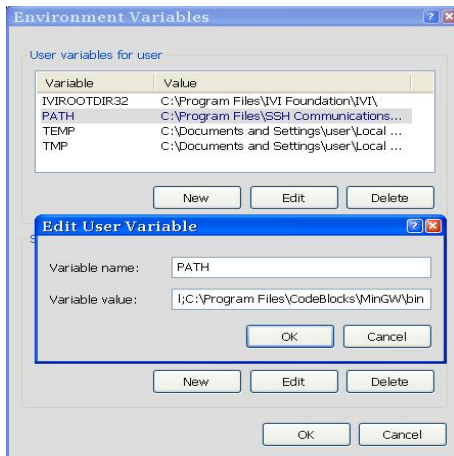 Environment Variables
User variables for user
Variable Value
IVIROOTDIR32 C:\Program Files\IVI Foundation\IVI\
PATH C:\Program Files\SSH Communications...
TEMP C:\Documents and Settings\user\Local ...
TMP C:\Documents and Settings\user\Local ...
New Edit Delete
Edit User Variable
Variable name: PATH
Variable value: l;C:\Program Files\CodeBlocks\MinGW\bin
OK Cancel
New Edit Delete
OK Cancel